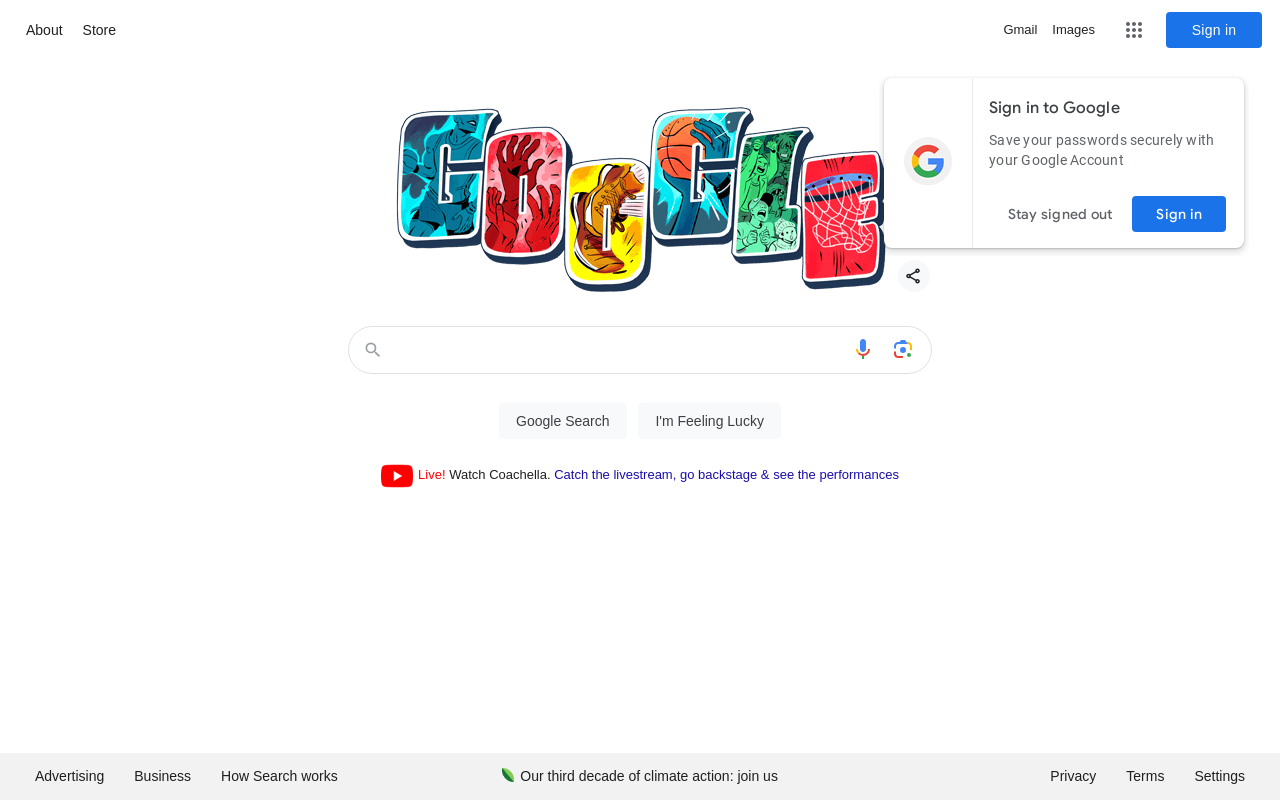 About Store
Gmail Images Sign in
GOOGLE
Sign in to Google
Save your passwords securely with
your Google Account
Stay signed out Sign in
Google Search I'm Feeling Lucky
Live! Watch Coachella. Catch the livestream, go backstage & see the performances
Advertising Business How Search works Our third decade of climate action: join us Privacy Terms Settings